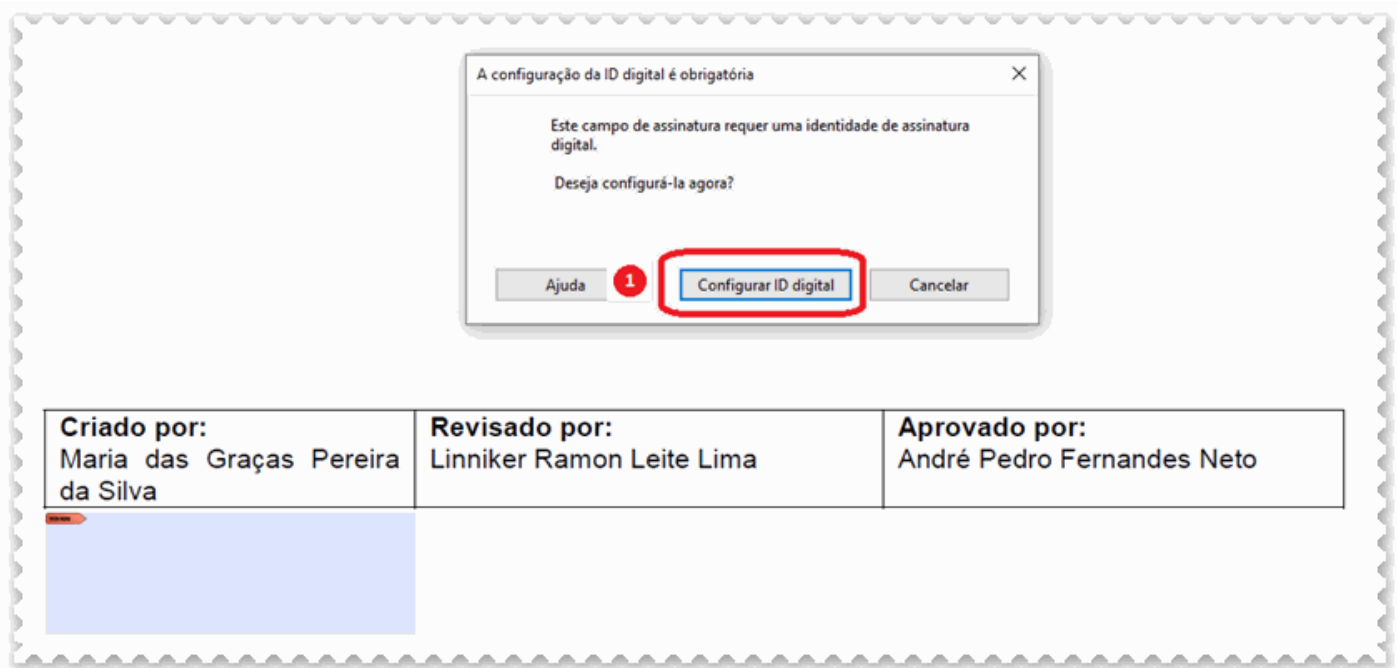 A configuração da ID digital é obrigatória
Este campo de assinatura requer uma identidade de assinatura
digital.
Deseja configurá-la agora?
Ajuda
1
Configurar ID digital
Cancelar
Criado por:
Maria das Graças Pereira
da Silva
Revisado por:
Linniker Ramon Leite Lima
Aprovado por:
André Pedro Fernandes Neto